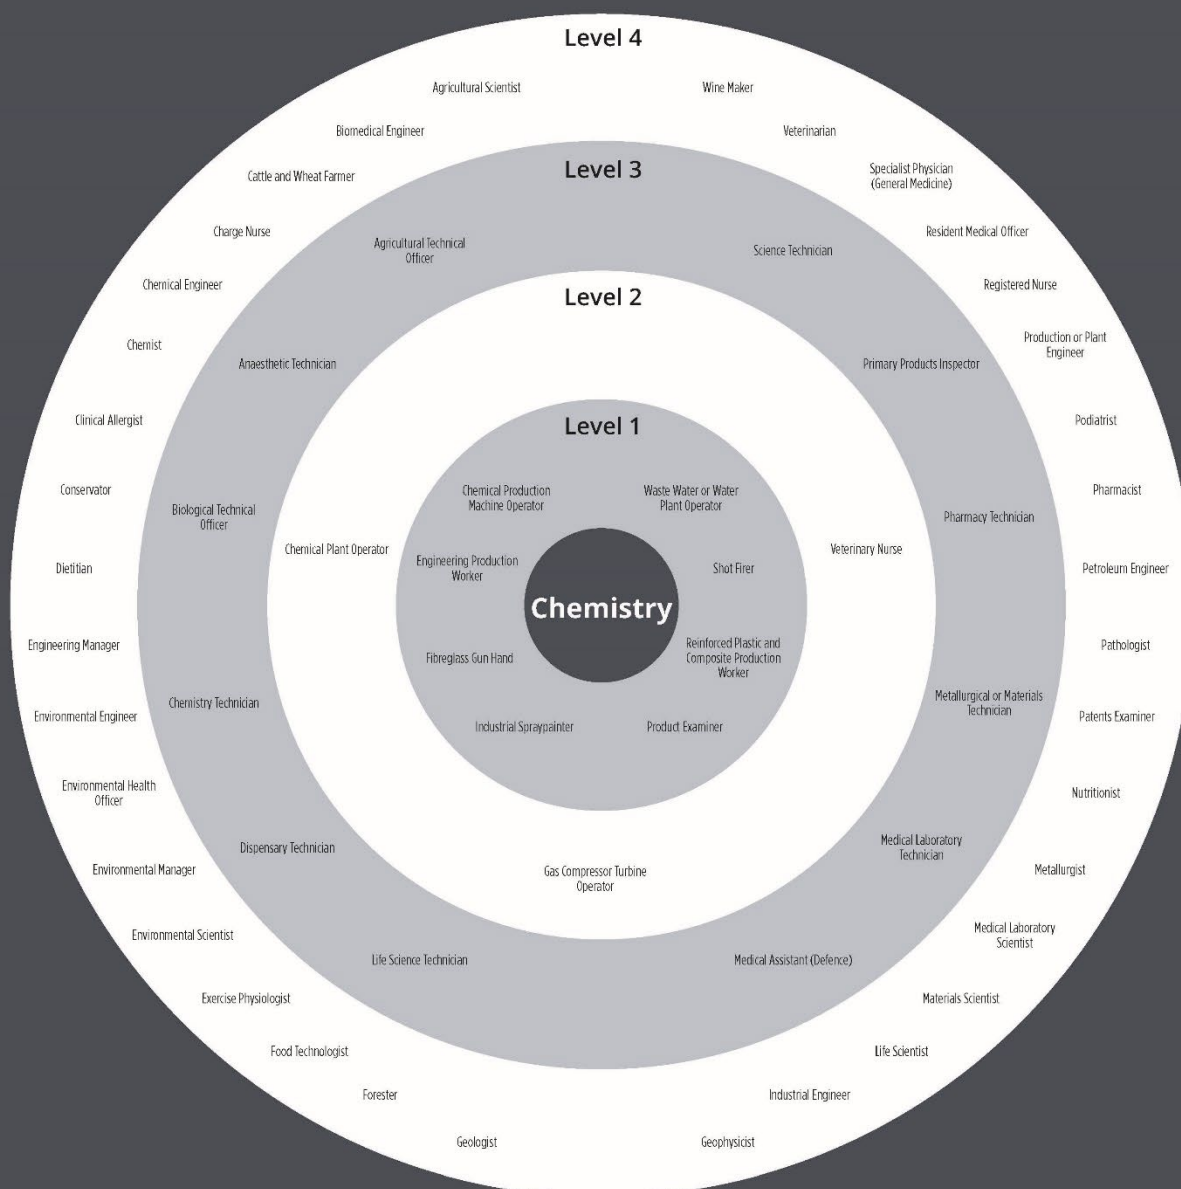 Level 4
Agricultural Scientist
Wine Maker
Biomedical Engineer
Veterinarian
Cattle and Wheat Farmer
Specialist Physician
(General Medicine)
Charge Nurse
Resident Medical Officer
Chemical Engineer
Registered Nurse
Chemist
Production or Plant
Engineer
Clinical Allergist
Podiatrist
Conservator
Pharmacist
Dietitian
Petroleum Engineer
Engineering Manager
Pathologist
Environmental Engineer
Patents Examiner
Environmental Health
Officer
Nutritionist
Environmental Manager
Metallurgist
Environmental Scientist
Medical Laboratory
Scientist
Exercise Physiologist
Materials Scientist
Food Technologist
Life Scientist
Forester
Industrial Engineer
Geologist
Geophysicist
Level 3
Agricultural Technical
Officer
Science Technician
Anaesthetic Technician
Primary Products Inspector
Biological Technical
Officer
Pharmacy Technician
Chemistry Technician
Metallurgical or Materials
Technician
Dispensary Technician
Medical Laboratory
Technician
Life Science Technician
Medical Assistant (Defence)
Level 2
Chemical Plant Operator
Veterinary Nurse
Gas Compressor Turbine
Operator
Level 1
Chemical Production
Machine Operator
Waste Water or Water
Plant Operator
Engineering Production
Worker
Shot Firer
Fibreglass Gun Hand
Reinforced Plastic and
Composite Production
Worker
Industrial Spraypainter
Product Examiner
Chemistry